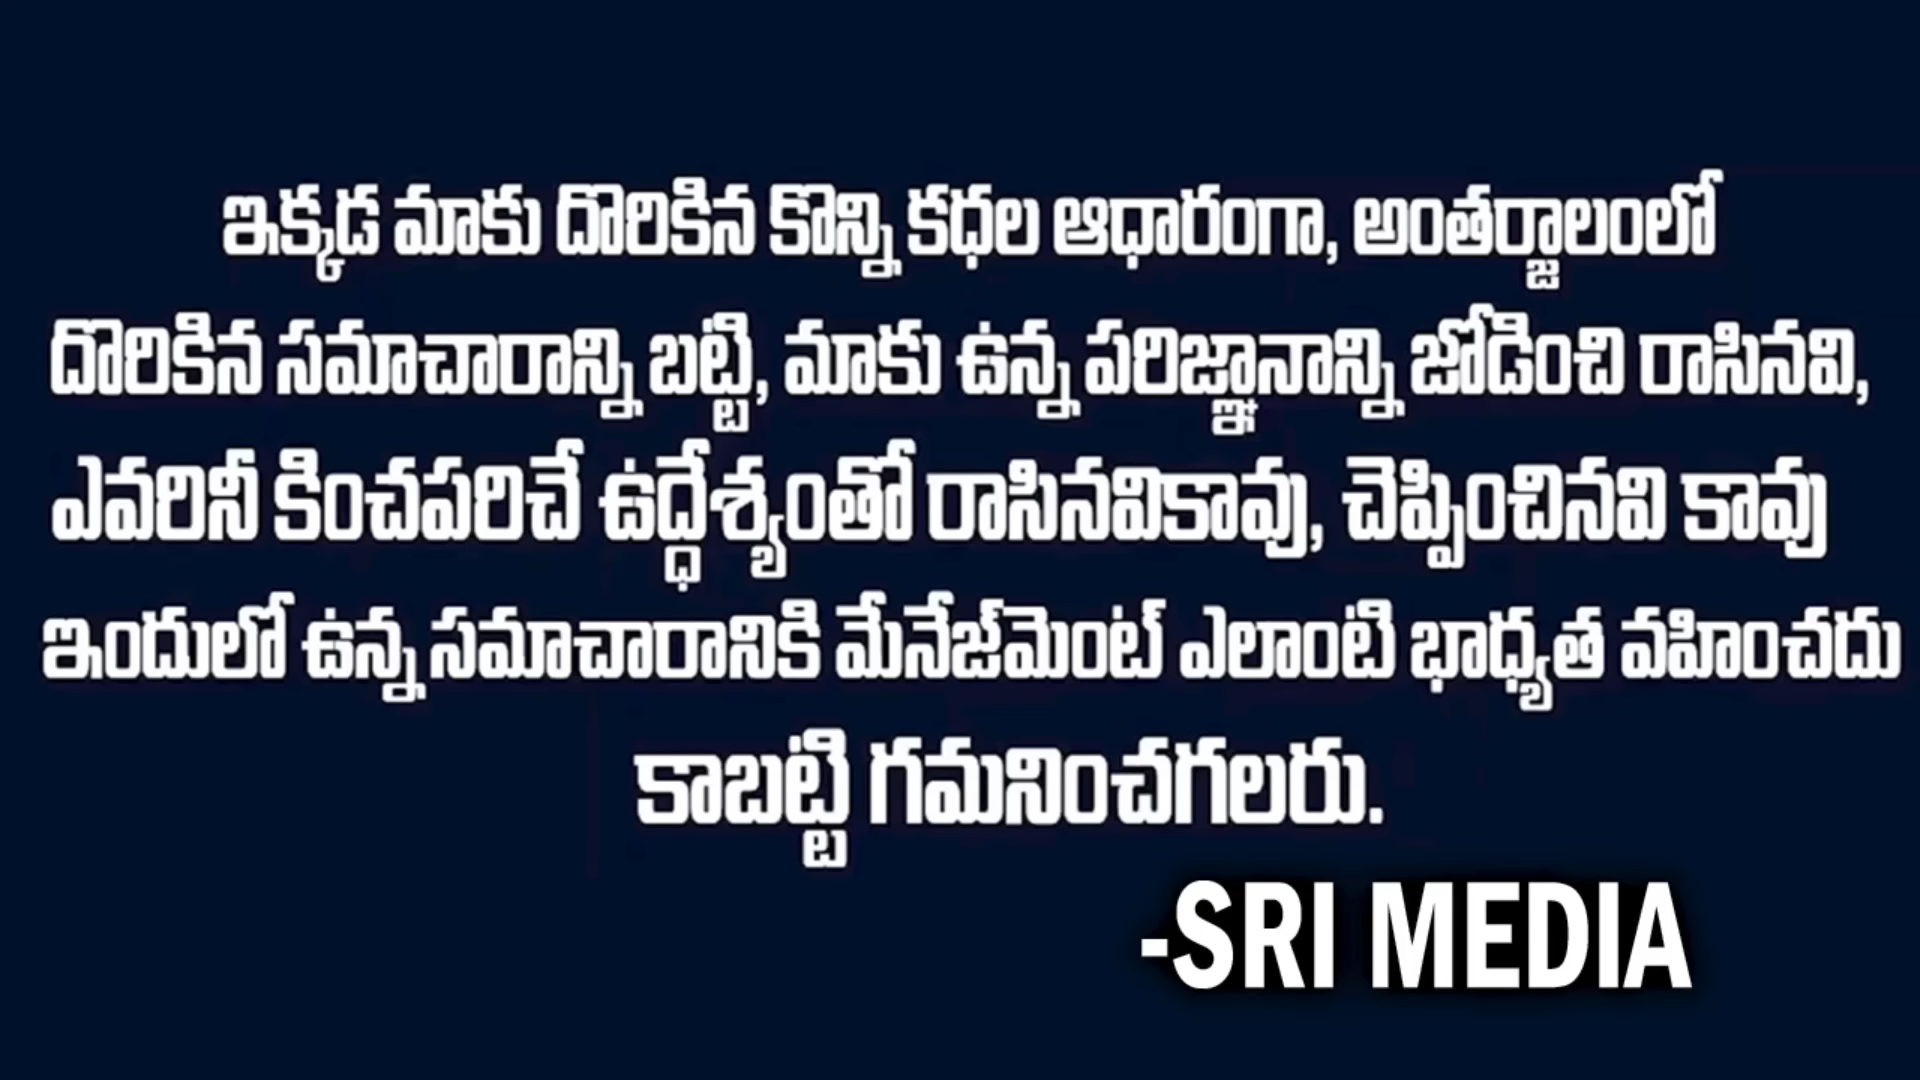 ఇక్కడ మాకు దొరికిన కొన్ని కధల ఆధారంగా, అంతర్జాలంలో
దొరికిన సమాచారాన్ని బట్టి, మాకు ఉన్న పరిజ్ఞానాన్ని జోడించి రాసినవి,
ఎవరినీ కించపరిచే ఉద్ధేశ్యంతో రాసినవికావు, చెప్పించినవి కావు
ఇందులో ఉన్న సమాచారానికి మేనేజ్‌మెంట్ ఎలాంటి భాధ్యత వహించదు
కాబట్టి గమనించగలరు.
-SRI MEDIA